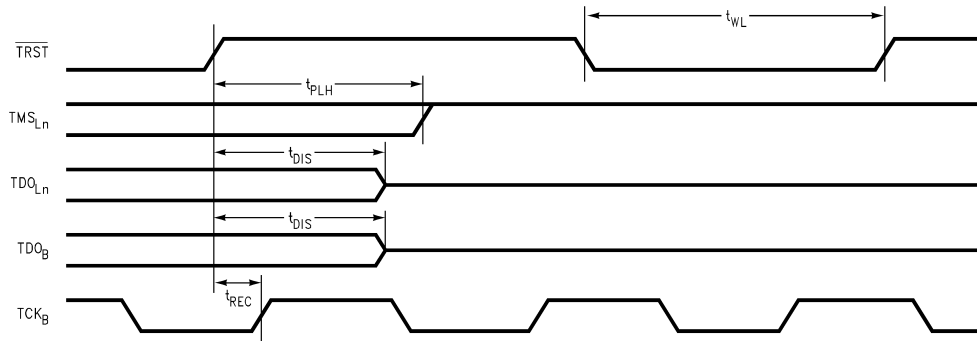 t_WL
TRST
t_PLH
TMS_Ln
t_DIS
TDO_Ln
t_DIS
TDO_B
t_REC
TCK_B